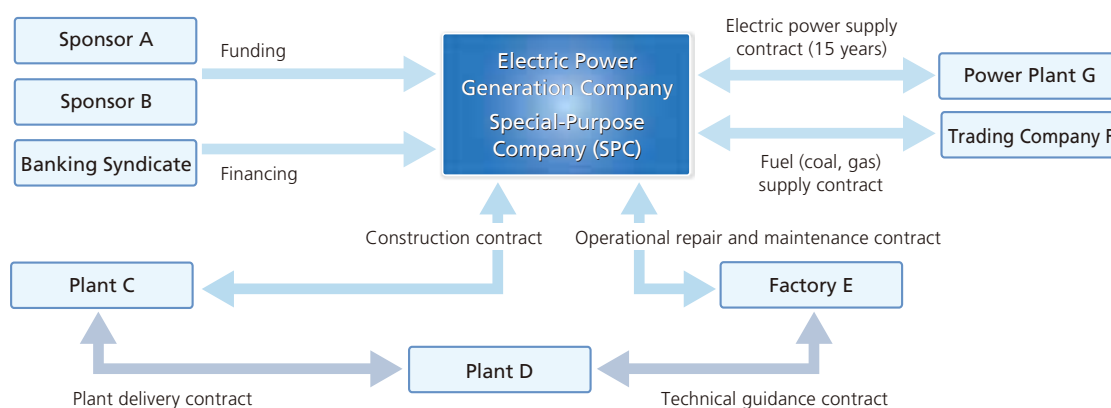 Sponsor A
Funding
Sponsor B
Banking Syndicate
Financing
Electric Power
Generation Company
Special-Purpose
Company (SPC)
Electric power supply
contract (15 years)
Power Plant G
Trading Company F
Fuel (coal, gas)
supply contract
Construction contract
Operational repair and maintenance contract
Plant C
Factory E
Plant D
Plant delivery contract
Technical guidance contract